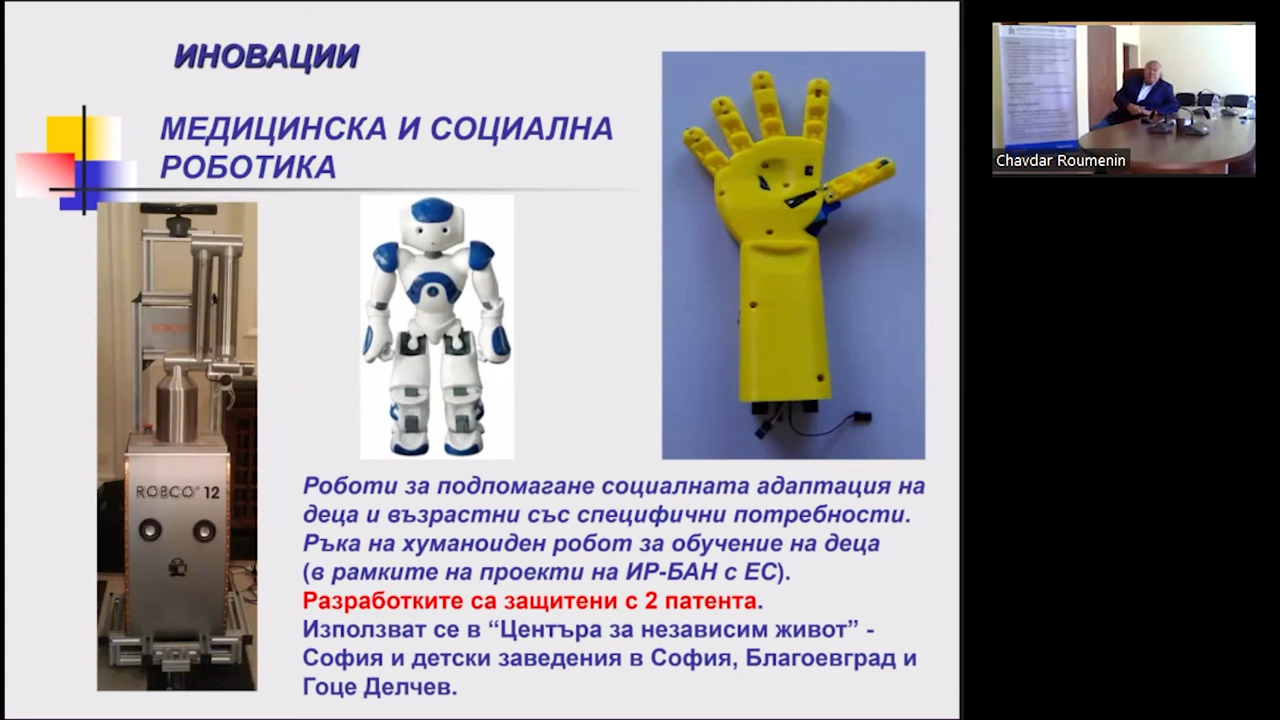 ИНОВАЦИИ
МЕДИЦИНСКА И СОЦИАЛНА
РОБОТИКА
ROBCO 12
Роботи за подпомагане социалната адаптация на
деца и възрастни със специфични потребности.
Ръка на хуманоиден робот за обучение на деца
(в рамките на проекти на ИР-БАН с ЕС).
Разработките са защитени с 2 патента.
Използват се в “Центъра за независим живот” -
София и детски заведения в София, Благоевград и
Гоце Делчев.
Chavdar Roumenin